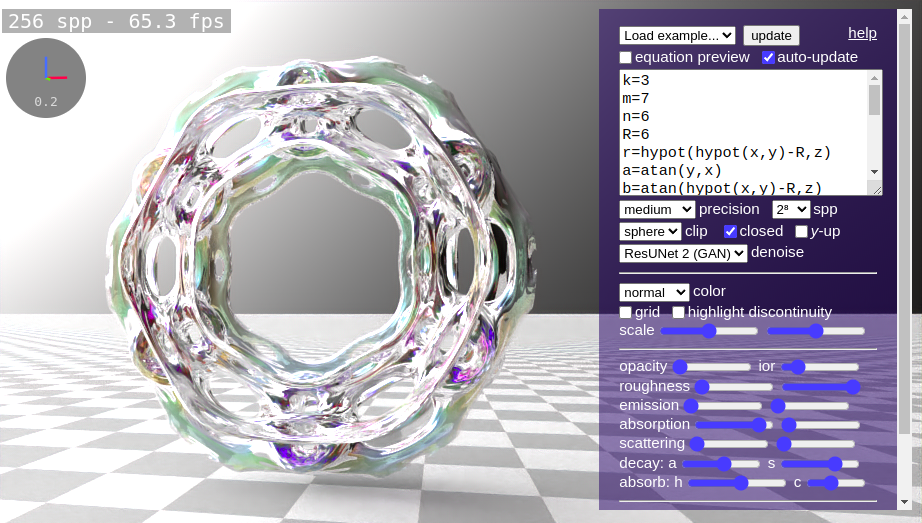 256 spp - 65.3 fps
0.2
Load example... update help
equation preview auto-update
k=3
m=7
n=6
R=6
r=hypot(hypot(x,y)-R,z)
a=atan(y,x)
b=atan(hypot(x,y)-R,z)
medium precision 2⁸ spp
sphere clip closed y-up
ResUNet 2 (GAN) denoise
normal color
grid highlight discontinuity
scale
opacity ior
roughness
emission
absorption
scattering
decay: a s
absorb: h c